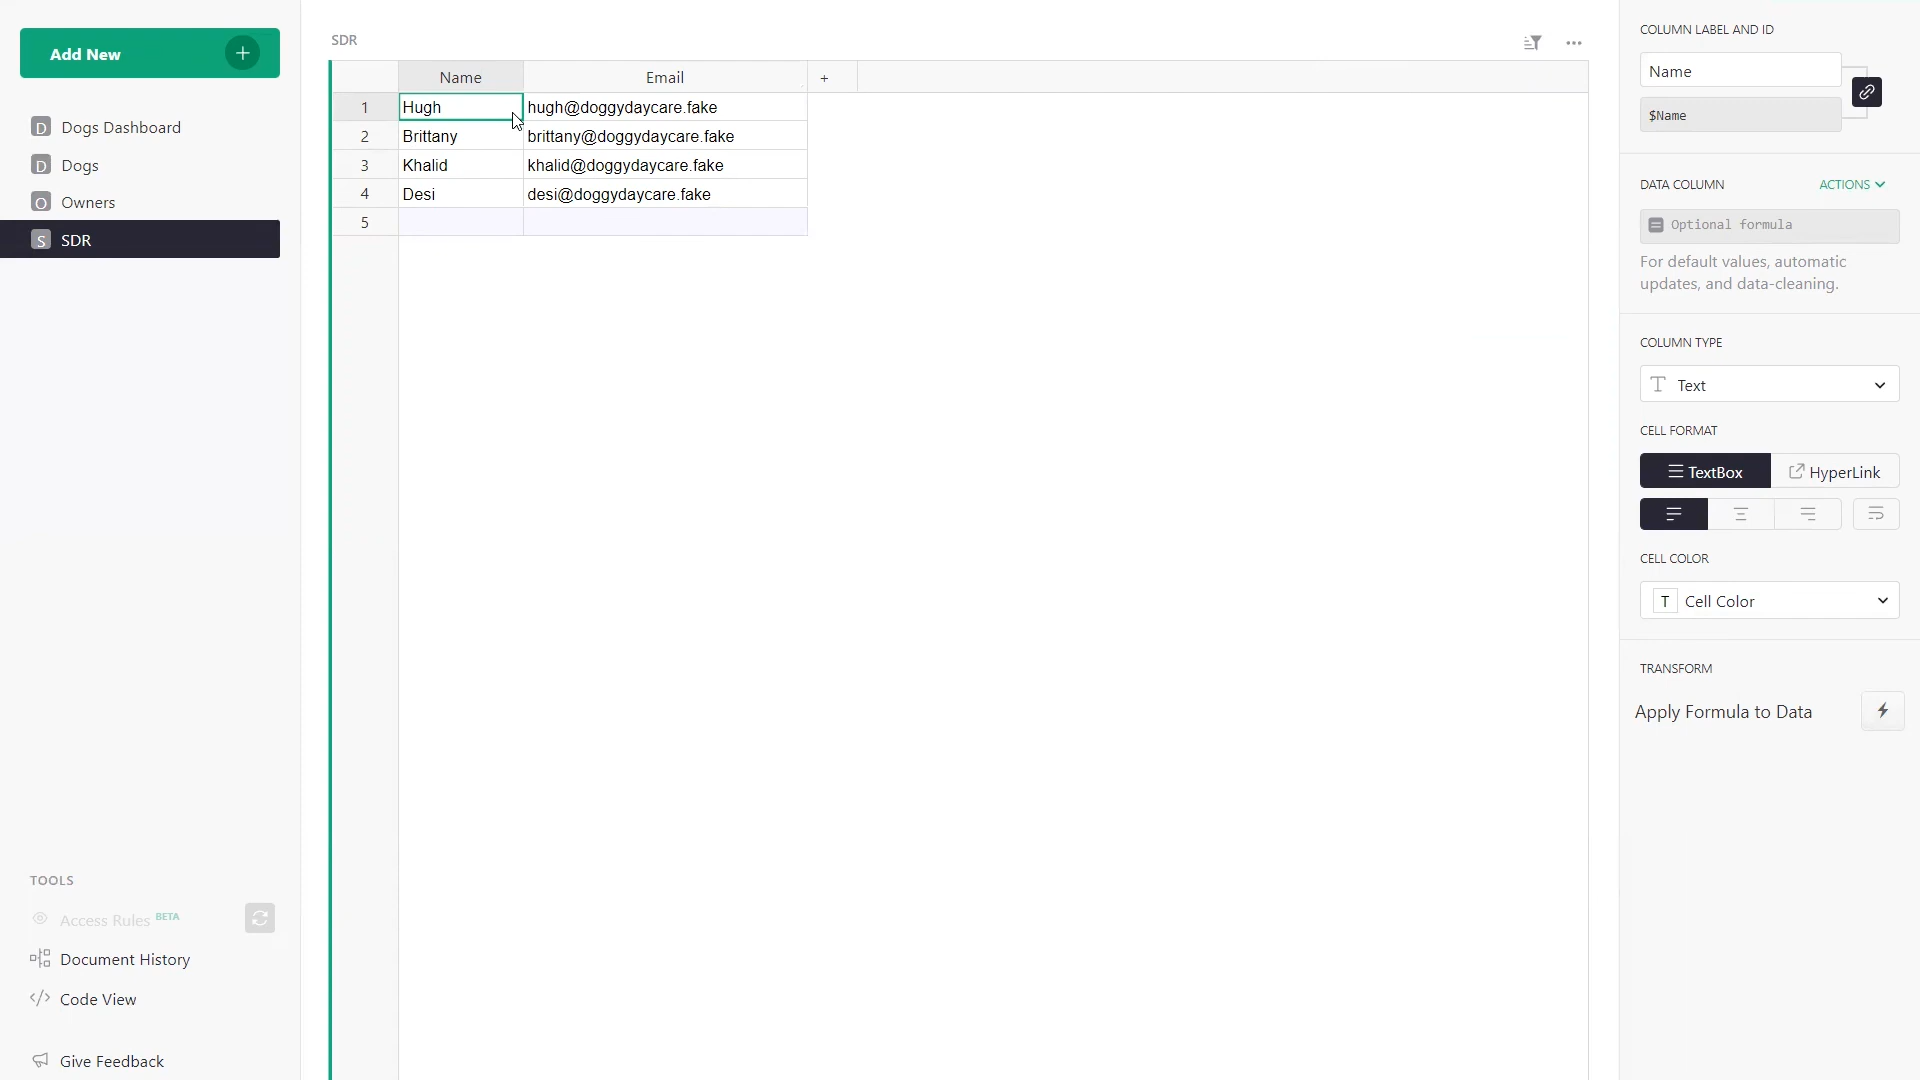 Add New
+
D Dogs Dashboard
D Dogs
O Owners
S SDR
TOOLS
Access Rules BETA
Document History
</> Code View
Give Feedback
SDR
Name Email +
1 Hugh hugh@doggydaycare.fake
2 Brittany brittany@doggydaycare.fake
3 Khalid khalid@doggydaycare.fake
4 Desi desi@doggydaycare.fake
5
COLUMN LABEL AND ID
Name
$Name
DATA COLUMN ACTIONS
Optional formula
For default values, automatic
updates, and data-cleaning.
COLUMN TYPE
T Text
CELL FORMAT
TextBox HyperLink
CELL COLOR
T Cell Color
TRANSFORM
Apply Formula to Data